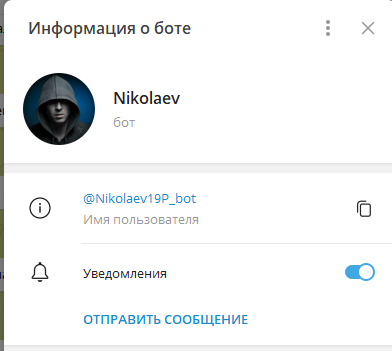 Информация о боте
Nikolaev
бот
@Nikolaev19P_bot
Имя пользователя
Уведомления
ОТПРАВИТЬ СООБЩЕНИЕ